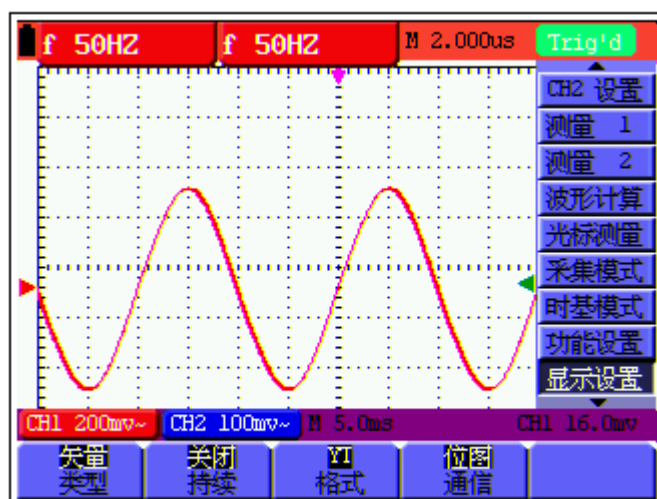 f 50HZ f 50HZ M 2.000us Trig'd
CH2 设置
测量 1
测量 2
波形计算
光标测量
采集模式
时基模式
功能设置
显示设置
CH1 200mv~ CH2 100mv~ M 5.0ms CH1 16.0mv
矢量 关闭 YT 位图
类型 持续 格式 通信